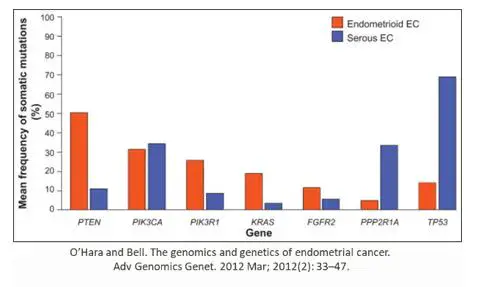 Endometrioid EC
Serous EC
Mean frequency of somatic mutations
(%)
100
90
80
70
60
50
40
30
20
10
0
PTEN PIK3CA PIK3R1 KRAS FGFR2 PPP2R1A TP53
Gene
O’Hara and Bell. The genomics and genetics of endometrial cancer.
Adv Genomics Genet. 2012 Mar; 2012(2): 33–47.